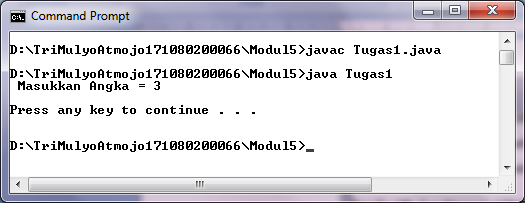 Command Prompt
D:\TriMulyoAtmojo171080200066\Modul5>javac Tugas1.java
D:\TriMulyoAtmojo171080200066\Modul5>java Tugas1
Masukkan Angka = 3
Press any key to continue . . .
D:\TriMulyoAtmojo171080200066\Modul5>_